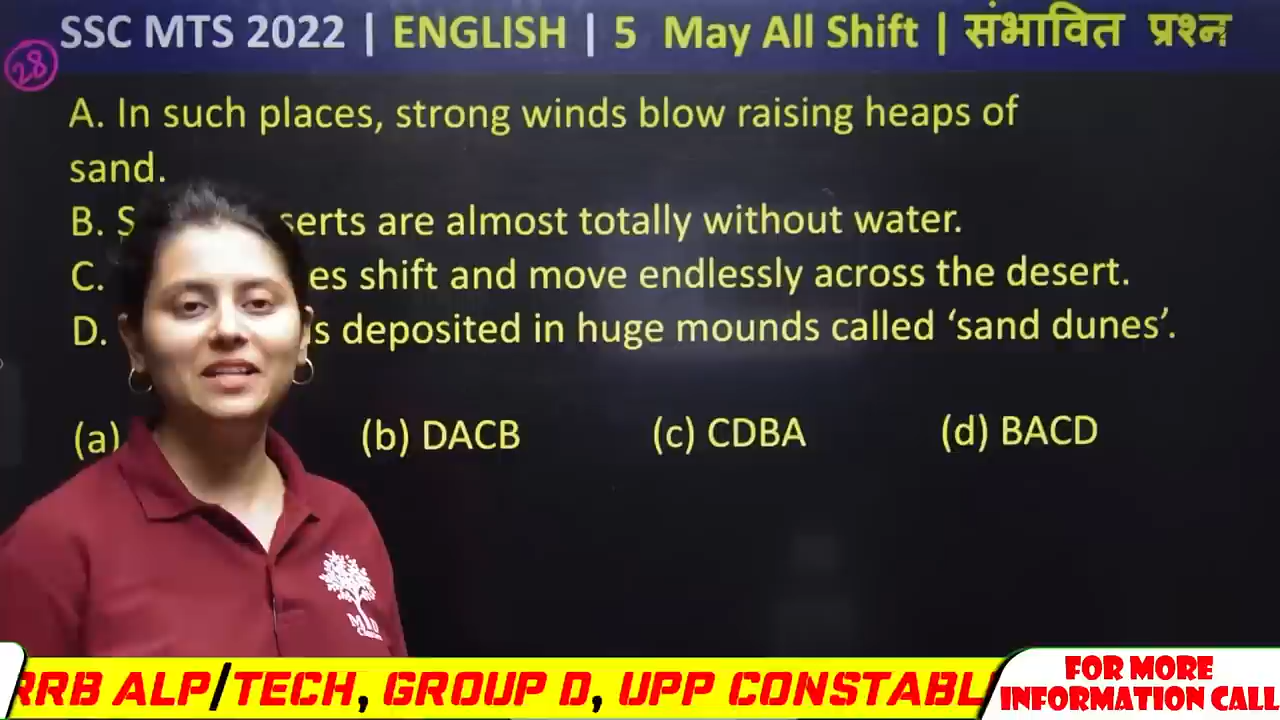 SSC MTS 2022 | ENGLISH | 5 May All Shift | संभावित प्रश्न
28
A. In such places, strong winds blow raising heaps of
sand.
B. S serts are almost totally without water.
C. es shift and move endlessly across the desert.
D. s deposited in huge mounds called ‘sand dunes’.
(a) (b) DACB (c) CDBA (d) BACD
RRB ALP/TECH, GROUP D, UPP CONSTABL
FOR MORE
INFORMATION CALL